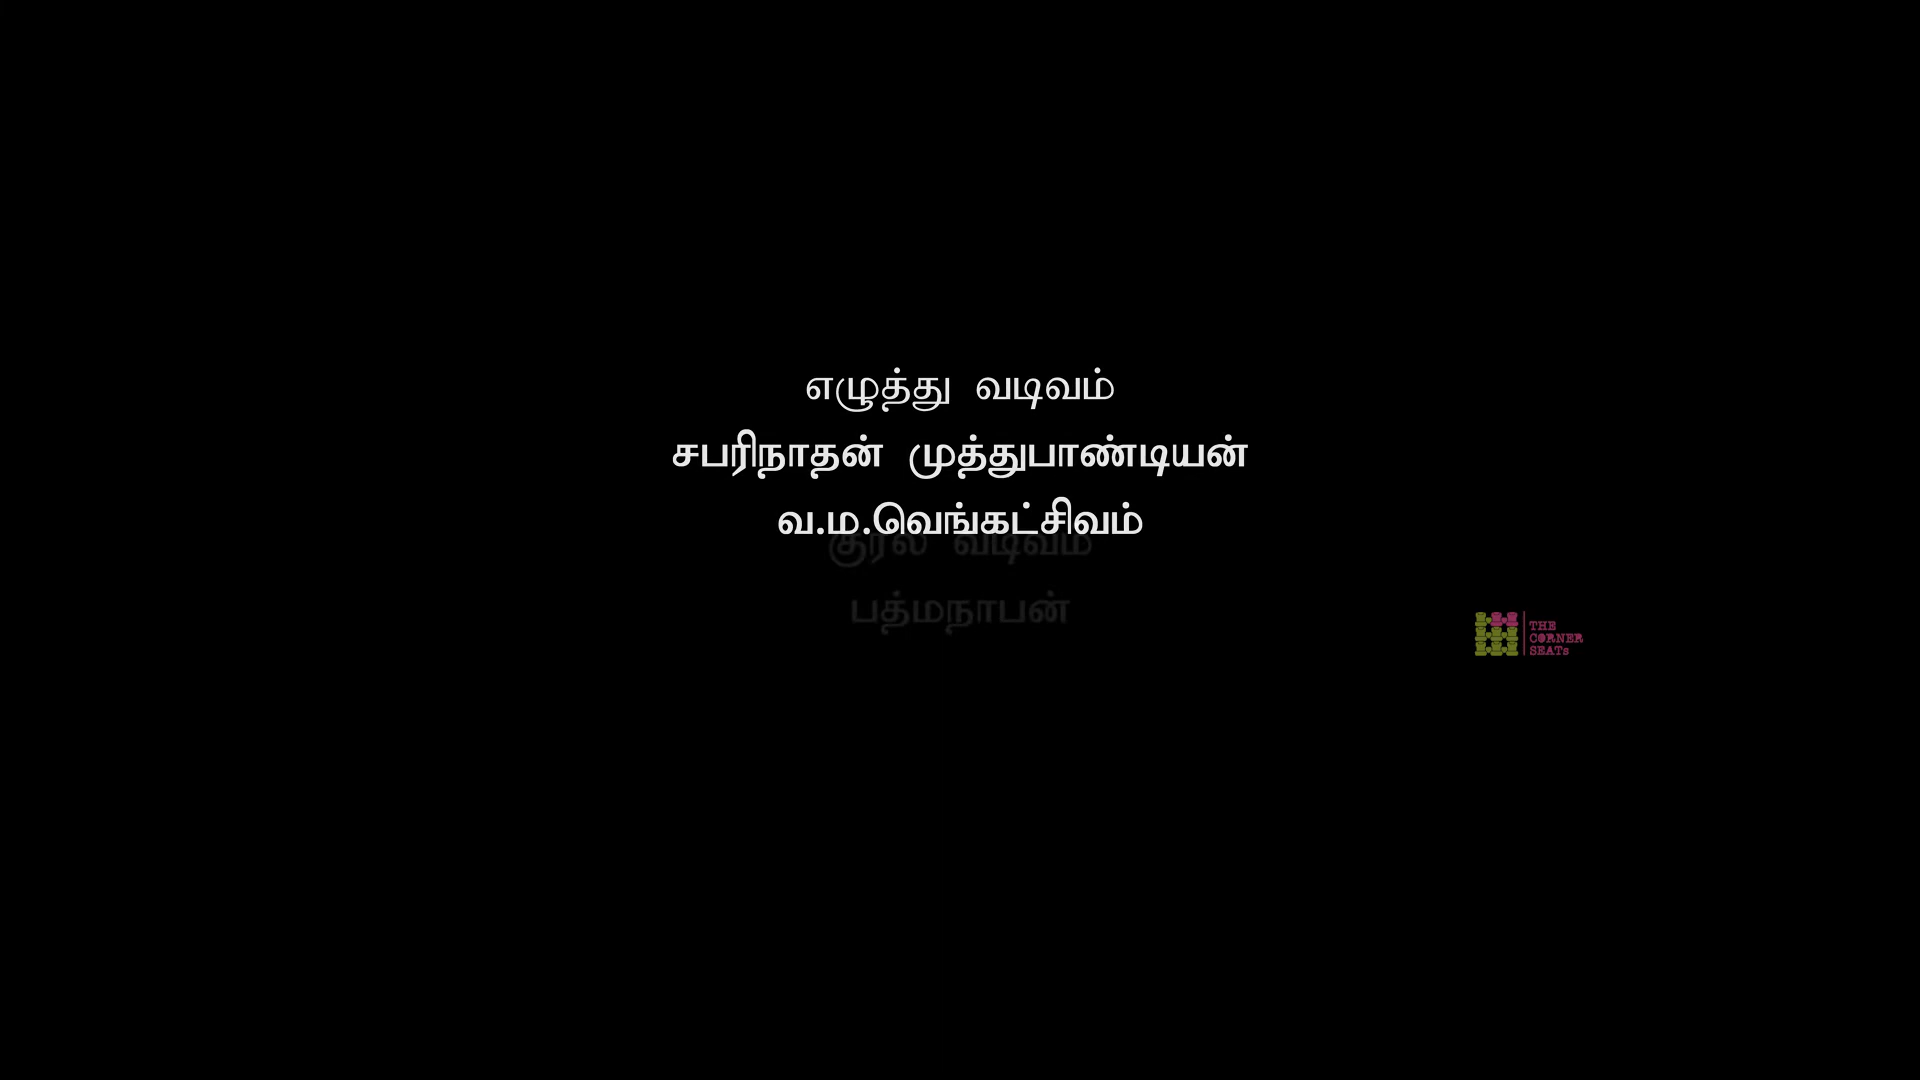 எழுத்து வடிவம்
சபரிநாதன் முத்துபாண்டியன்
வ.ம.வெங்கட்சிவம்
குரல் வடிவம்
பத்மநாபன்
THE
CORNER
SEATs